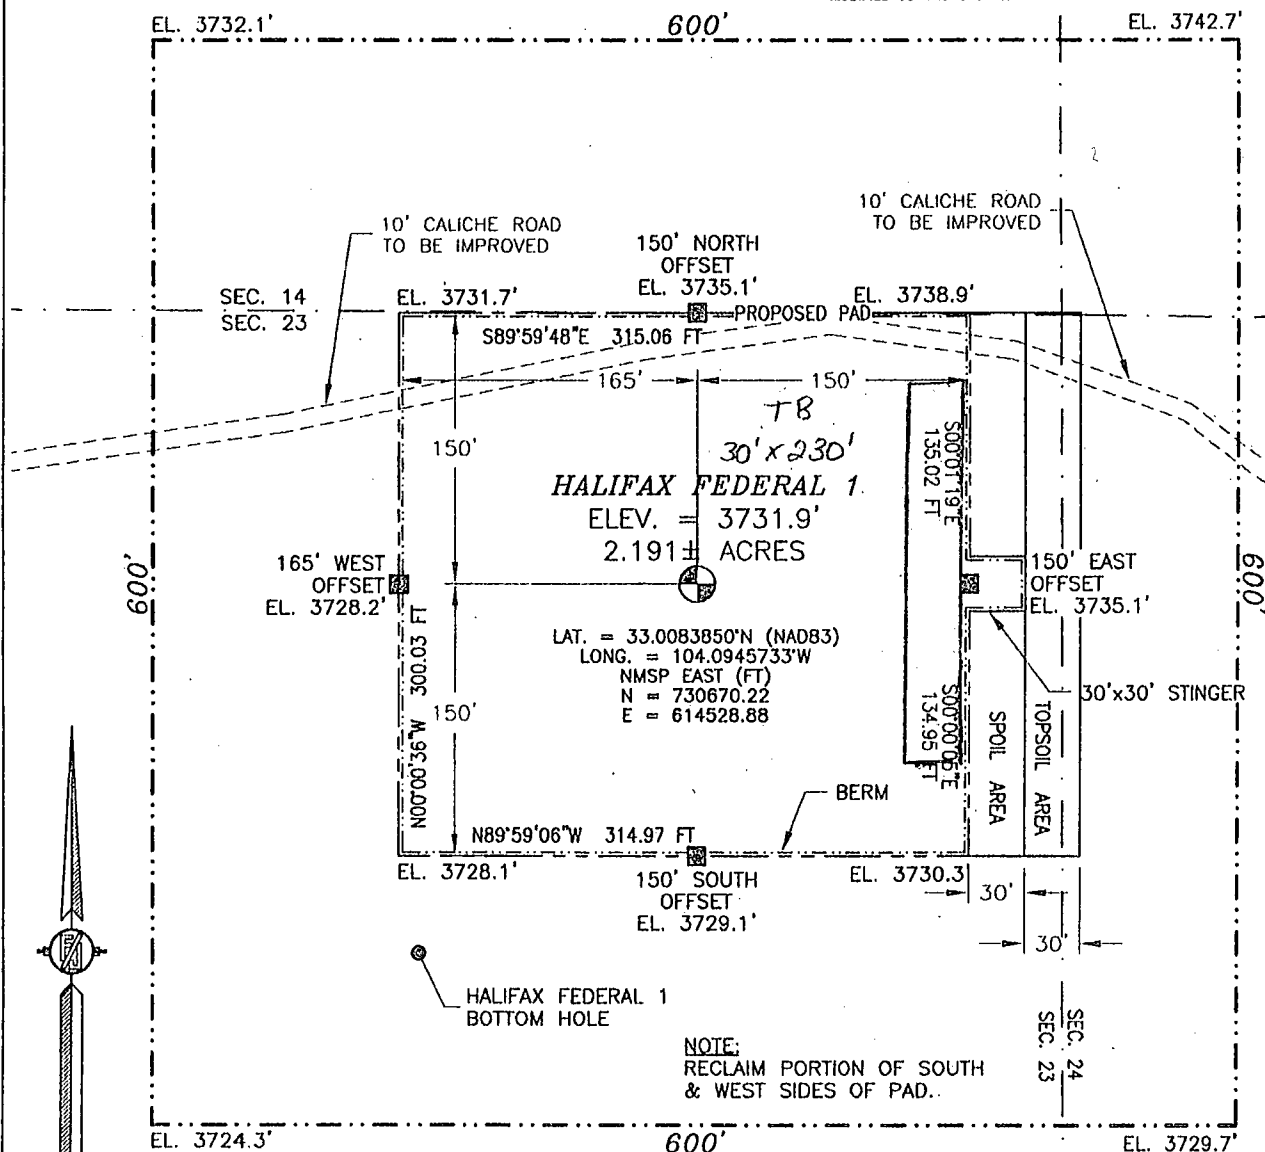 EL. 3732.1'
600'
EL. 3742.7'
10' CALICHE ROAD
TO BE IMPROVED
10' CALICHE ROAD
TO BE IMPROVED
150' NORTH
OFFSET
EL. 3735.1'
SEC. 14
SEC. 23
EL. 3731.7'
EL. 3738.9'
PROPOSED PAD
S89°59'48"E 315.06 FT
165'
150'
TB
30' x 230'
150'
HALIFAX FEDERAL 1
ELEV. = 3731.9'
2.191± ACRES
S00°01'19"E
135.02 FT
600'
165' WEST
OFFSET
EL. 3728.2'
150' EAST
OFFSET
EL. 3735.1'
600'
LAT. = 33.0083850°N (NAD83)
LONG. = 104.0945733°W
NMSP EAST (FT)
N = 730670.22
E = 614528.88
N00°00'36"W 300.03 FT
150'
S00°00'05"E
134.95 FT
SPOIL AREA
TOPSOIL AREA
30'x30' STINGER
BERM
N89°59'06"W 314.97 FT
EL. 3728.1'
150' SOUTH
OFFSET
EL. 3729.1'
EL. 3730.3'
30'
30'
HALIFAX FEDERAL 1
BOTTOM HOLE
NOTE:
RECLAIM PORTION OF SOUTH
& WEST SIDES OF PAD.
SEC. 24
SEC. 23
EL. 3724.3'
600'
EL. 3729.7'